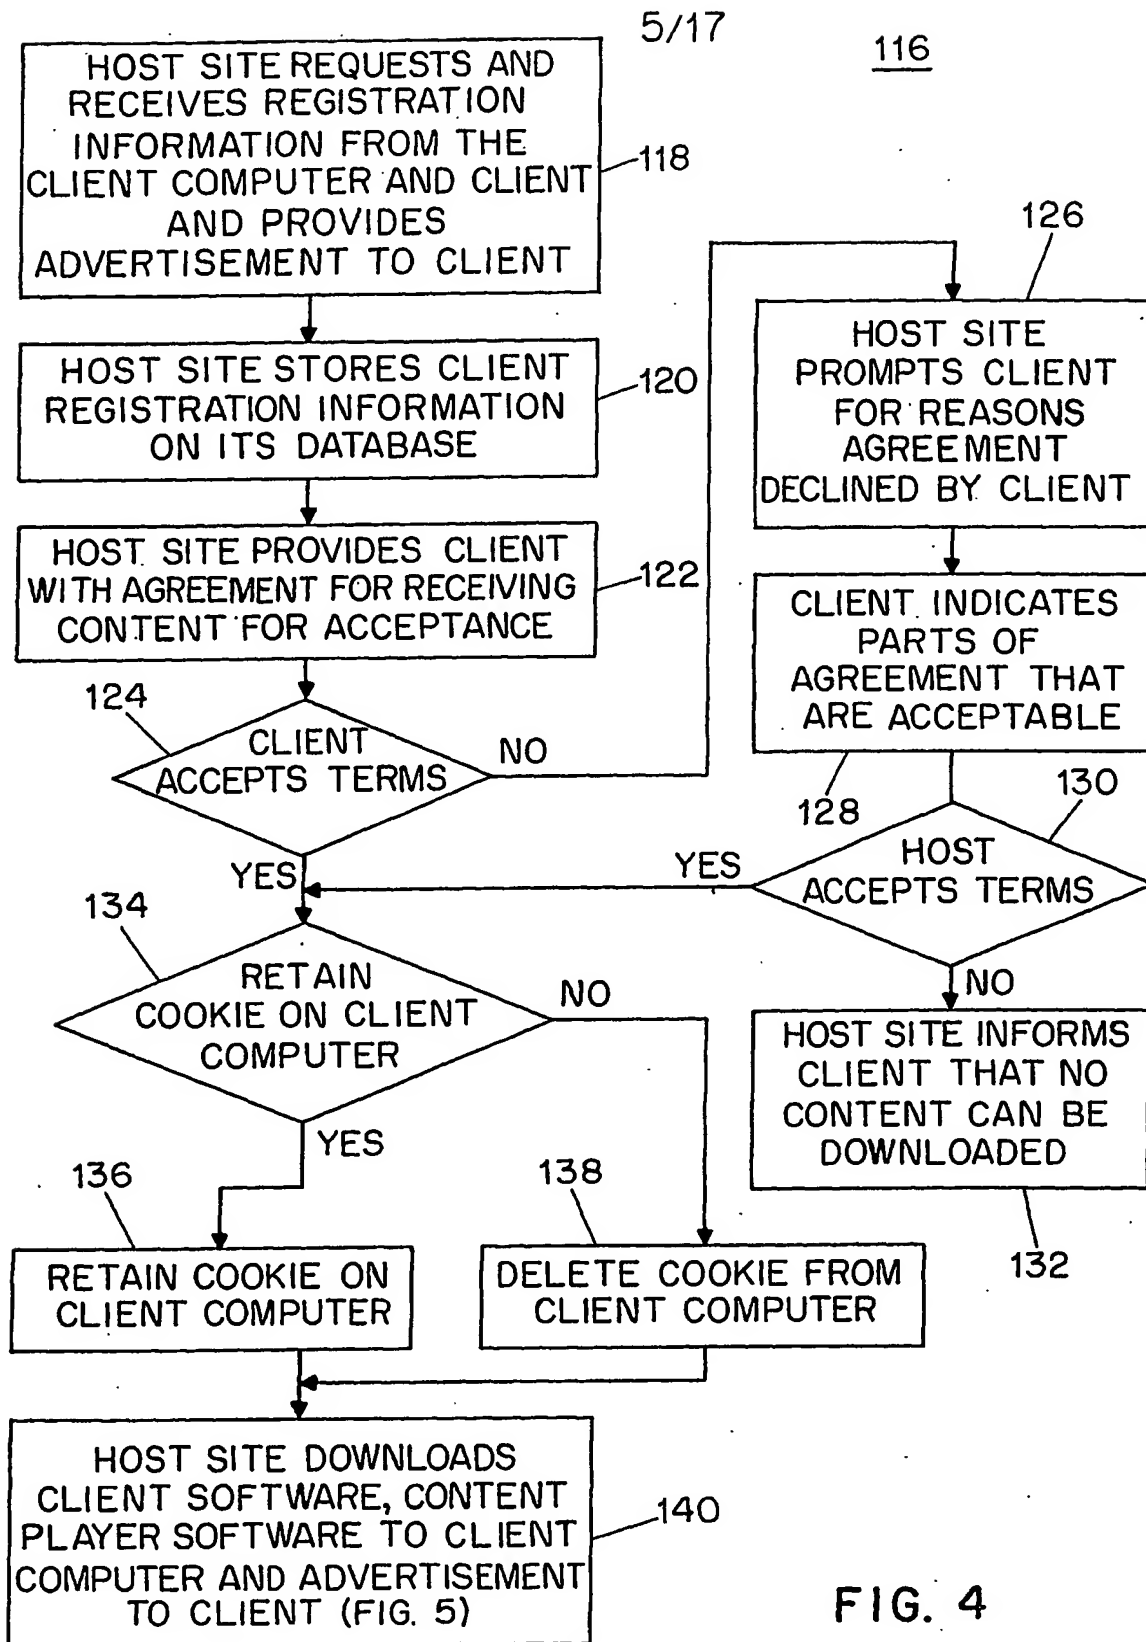 5/17
116
HOST SITE REQUESTS AND
RECEIVES REGISTRATION
INFORMATION FROM THE
CLIENT COMPUTER AND CLIENT
AND PROVIDES
ADVERTISEMENT TO CLIENT
118
HOST SITE STORES CLIENT
REGISTRATION INFORMATION
ON ITS DATABASE
120
HOST SITE PROVIDES CLIENT
WITH AGREEMENT FOR RECEIVING
CONTENT FOR ACCEPTANCE
122
124
CLIENT
ACCEPTS TERMS
NO
YES
126
HOST SITE
PROMPTS CLIENT
FOR REASONS
AGREEMENT
DECLINED BY CLIENT
CLIENT INDICATES
PARTS OF
AGREEMENT THAT
ARE ACCEPTABLE
128
130
HOST
ACCEPTS TERMS
YES
NO
HOST SITE INFORMS
CLIENT THAT NO
CONTENT CAN BE
DOWNLOADED
132
134
RETAIN
COOKIE ON CLIENT
COMPUTER
NO
YES
136
RETAIN COOKIE ON
CLIENT COMPUTER
138
DELETE COOKIE FROM
CLIENT COMPUTER
HOST SITE DOWNLOADS
CLIENT SOFTWARE, CONTENT
PLAYER SOFTWARE TO CLIENT
COMPUTER AND ADVERTISEMENT
TO CLIENT (FIG. 5)
140
FIG. 4